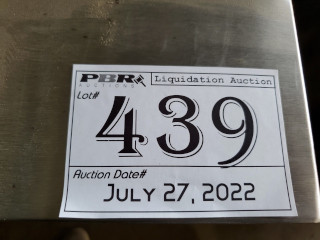 PBR Liquidation Auction
AUCTIONS
Lot#
439
Auction Date#
JULY 27, 2022